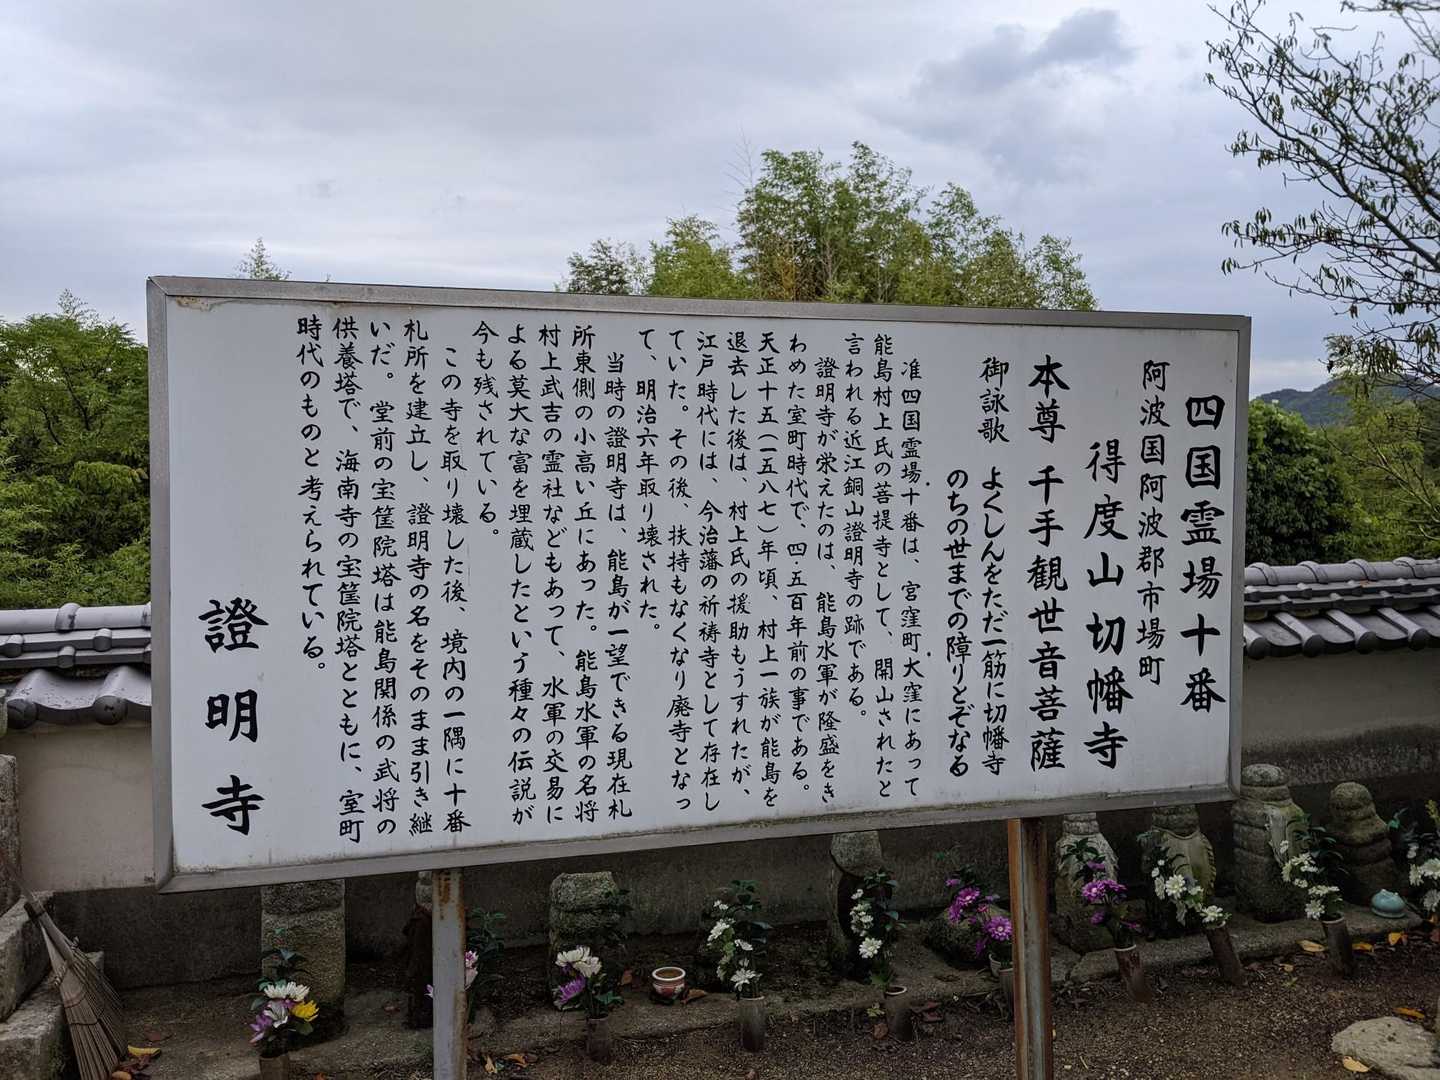 四国霊場十番
阿波国阿波郡市場町
得度山切幡寺
本尊　千手観世音菩薩
御詠歌　よくしんをただ一筋に切幡寺
のちの世までの障りとぞなる
准四国霊場十番は、宮窪町大窪にあって
能島村上氏の菩提寺として、開山されたと
言われる近江銅山證明寺の跡である。
證明寺が栄えたのは、能島水軍が隆盛をき
わめた室町時代で、四・五百年前の事である。
天正十五（一五八七）年頃、村上一族が能島を
退去した後は、村上氏の援助もうすれたが、
江戸時代には、今治藩の祈祷寺として存在し
ていた。その後、扶持もなくなり廃寺となっ
て、明治六年取り壊された。
当時の證明寺は、能島が一望できる現在札
所東側の小高い丘にあった。能島水軍の名将
村上武吉の霊社などもあって、水軍の交易に
よる莫大な富を埋蔵したという種々の伝説が
今も残されている。
この寺を取り壊した後、境内の一隅に十番
札所を建立し、證明寺の名をそのまま引き継
いだ。堂前の宝筐院塔は能島関係の武将の
供養塔で、海南寺の宝筐院塔とともに、室町
時代のものと考えられている。
證明寺